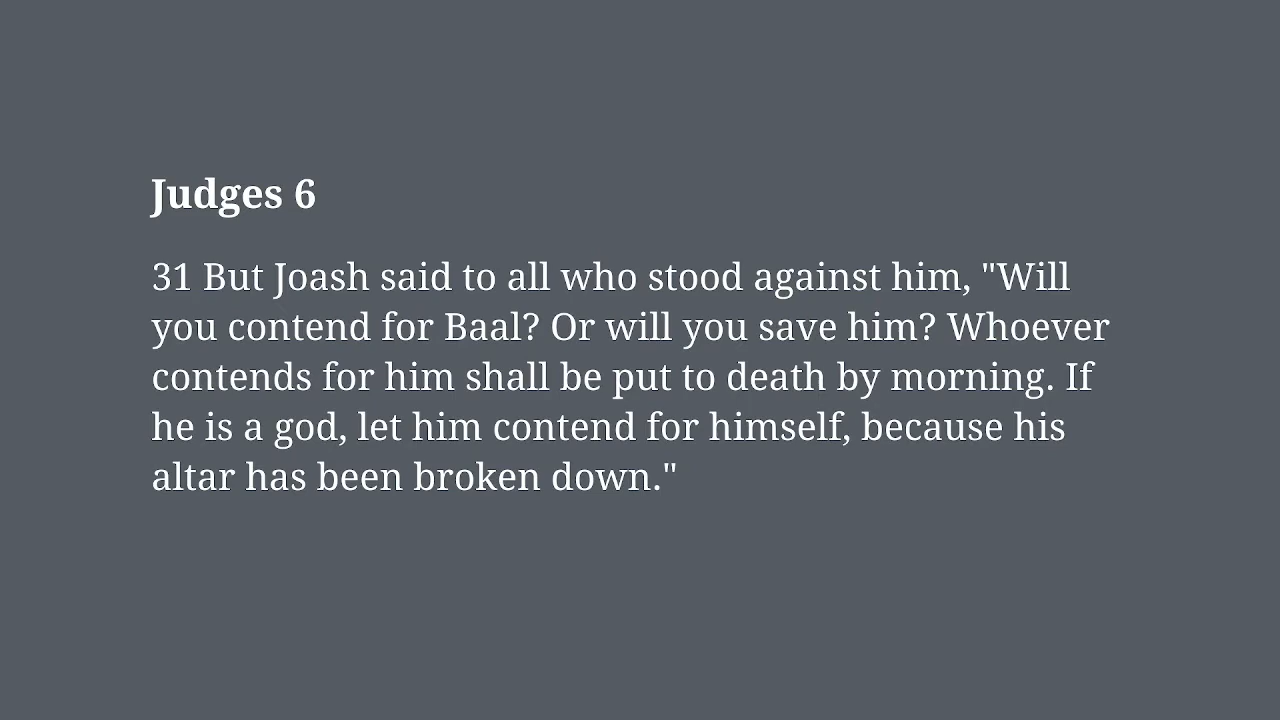 Judges 6
31 But Joash said to all who stood against him, "Will
you contend for Baal? Or will you save him? Whoever
contends for him shall be put to death by morning. If
he is a god, let him contend for himself, because his
altar has been broken down."